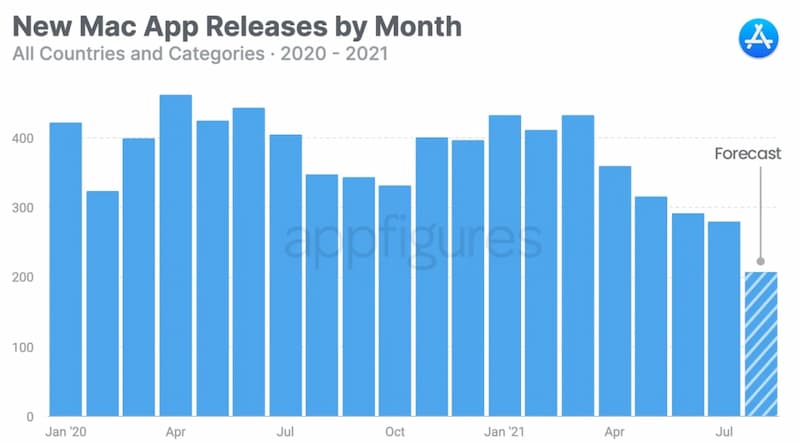 New Mac App Releases by Month
All Countries and Categories · 2020 - 2021
400
Forecast
300
appfigures
200
100
0
Jan '20 Apr Jul Oct Jan '21 Apr Jul